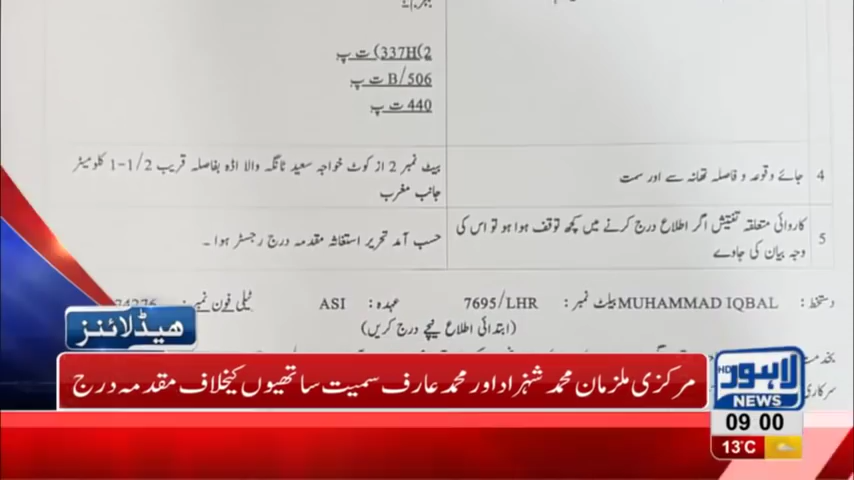 337H(2) ت پ
506/B ت پ
440 ت پ
4 جائے وقوعہ و فاصلہ تھانہ سے اور سمت
بیٹ نمبر 2 از کوٹ خواجہ سعید ٹانگہ والا اڈہ بفاصلہ قریب 1/2-1 کلومیٹر
جانب مغرب
5 کاروائی متعلقہ تفتیش اگر اطلاع درج کرنے میں کچھ توقف ہوا ہو تو اس کی
وجہ بیان کی جاوے
حسب آمد تحریر استغاثہ مقدمہ درج رجسٹر ہوا۔
دستخط: MUHAMMAD IQBAL بیلٹ نمبر: 7695/LHR عہدہ: ASI ٹیلی فون نمبر:
(ابتدائی اطلاع نیچے درج کریں)
بخدمت
سرکاری
ہیڈلائنز
مرکزی ملزمان محمد شہزاد اور محمد عارف سمیت ساتھیوں کیخلاف مقدمہ درج
HD لاہور
NEWS
09 00
13°C